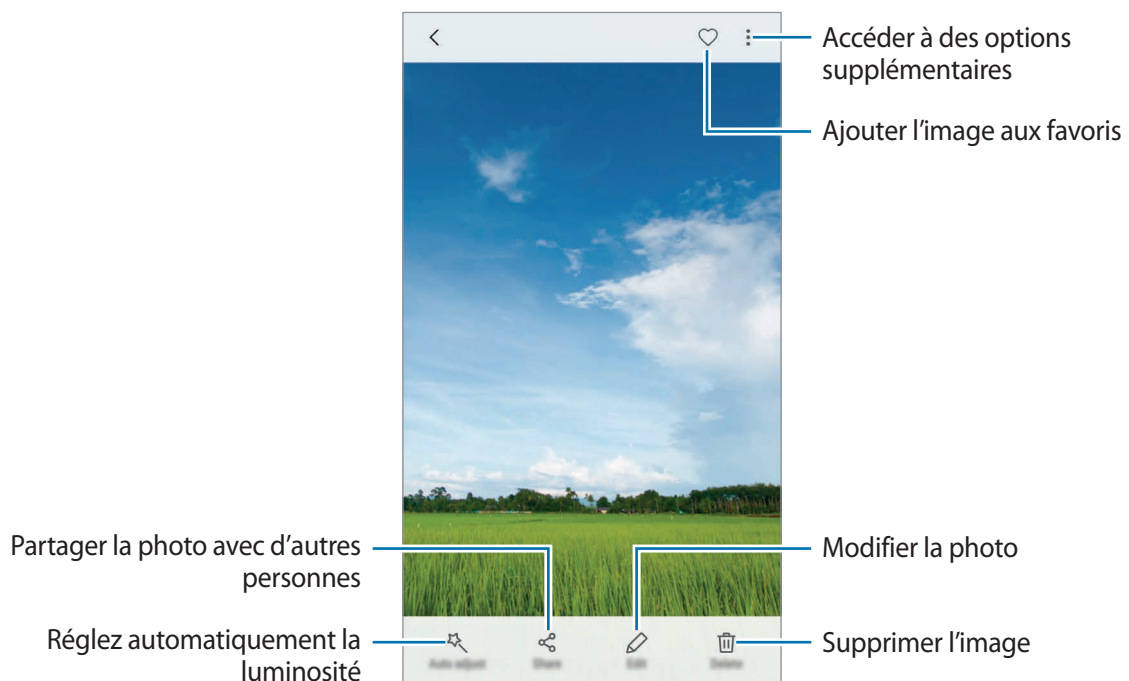 Accéder à des options
supplémentaires
Ajouter l’image aux favoris
Partager la photo avec d’autres
personnes
Modifier la photo
Réglez automatiquement la
luminosité
Supprimer l’image
Auto adjust
Share
Edit
Delete